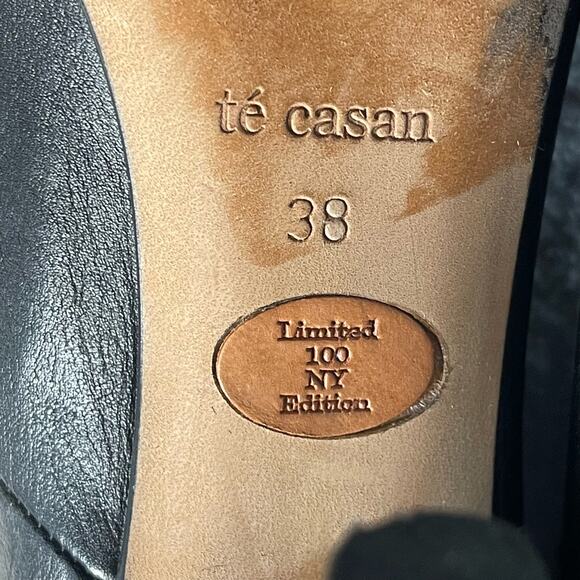 té casan
38
Limited
100
NY
Edition